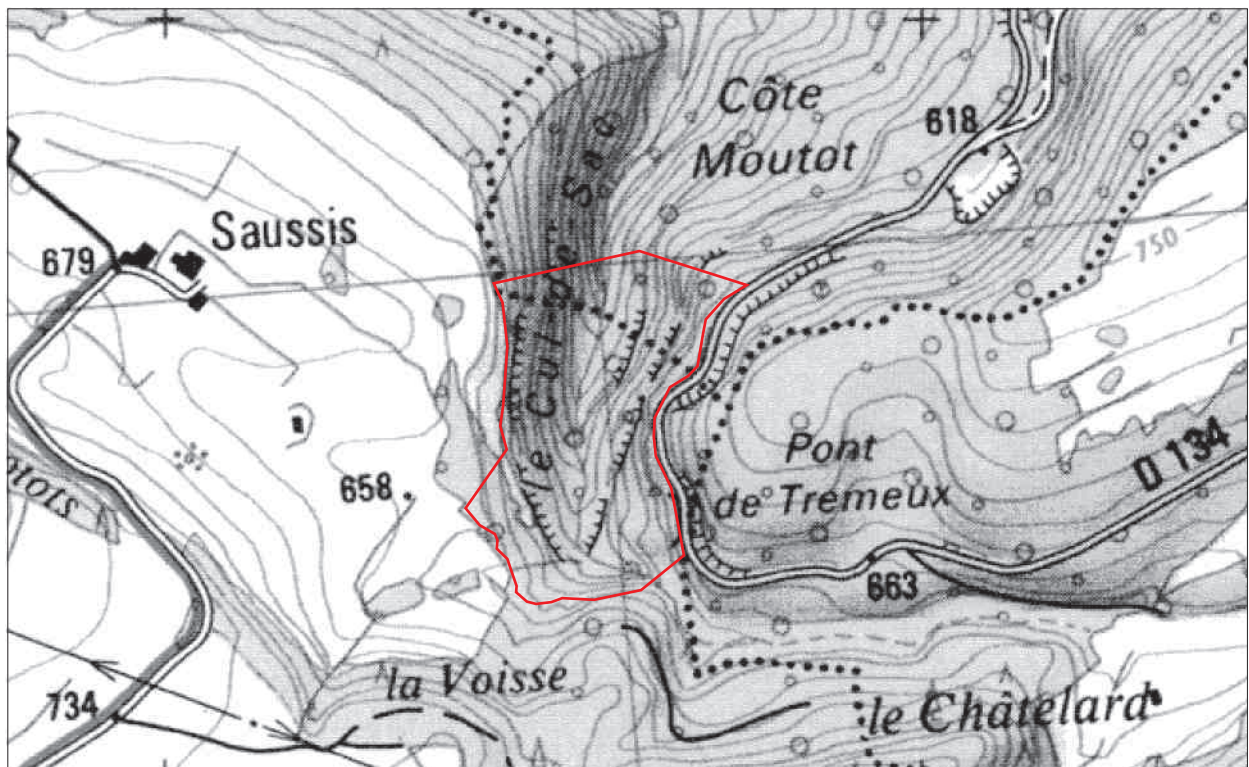 Côte
Moutat
618
le Cul de Sac
Saussis
679
750
Pont
de Tremeux
D 134
658
663
la Voisse
734
le Châtelard